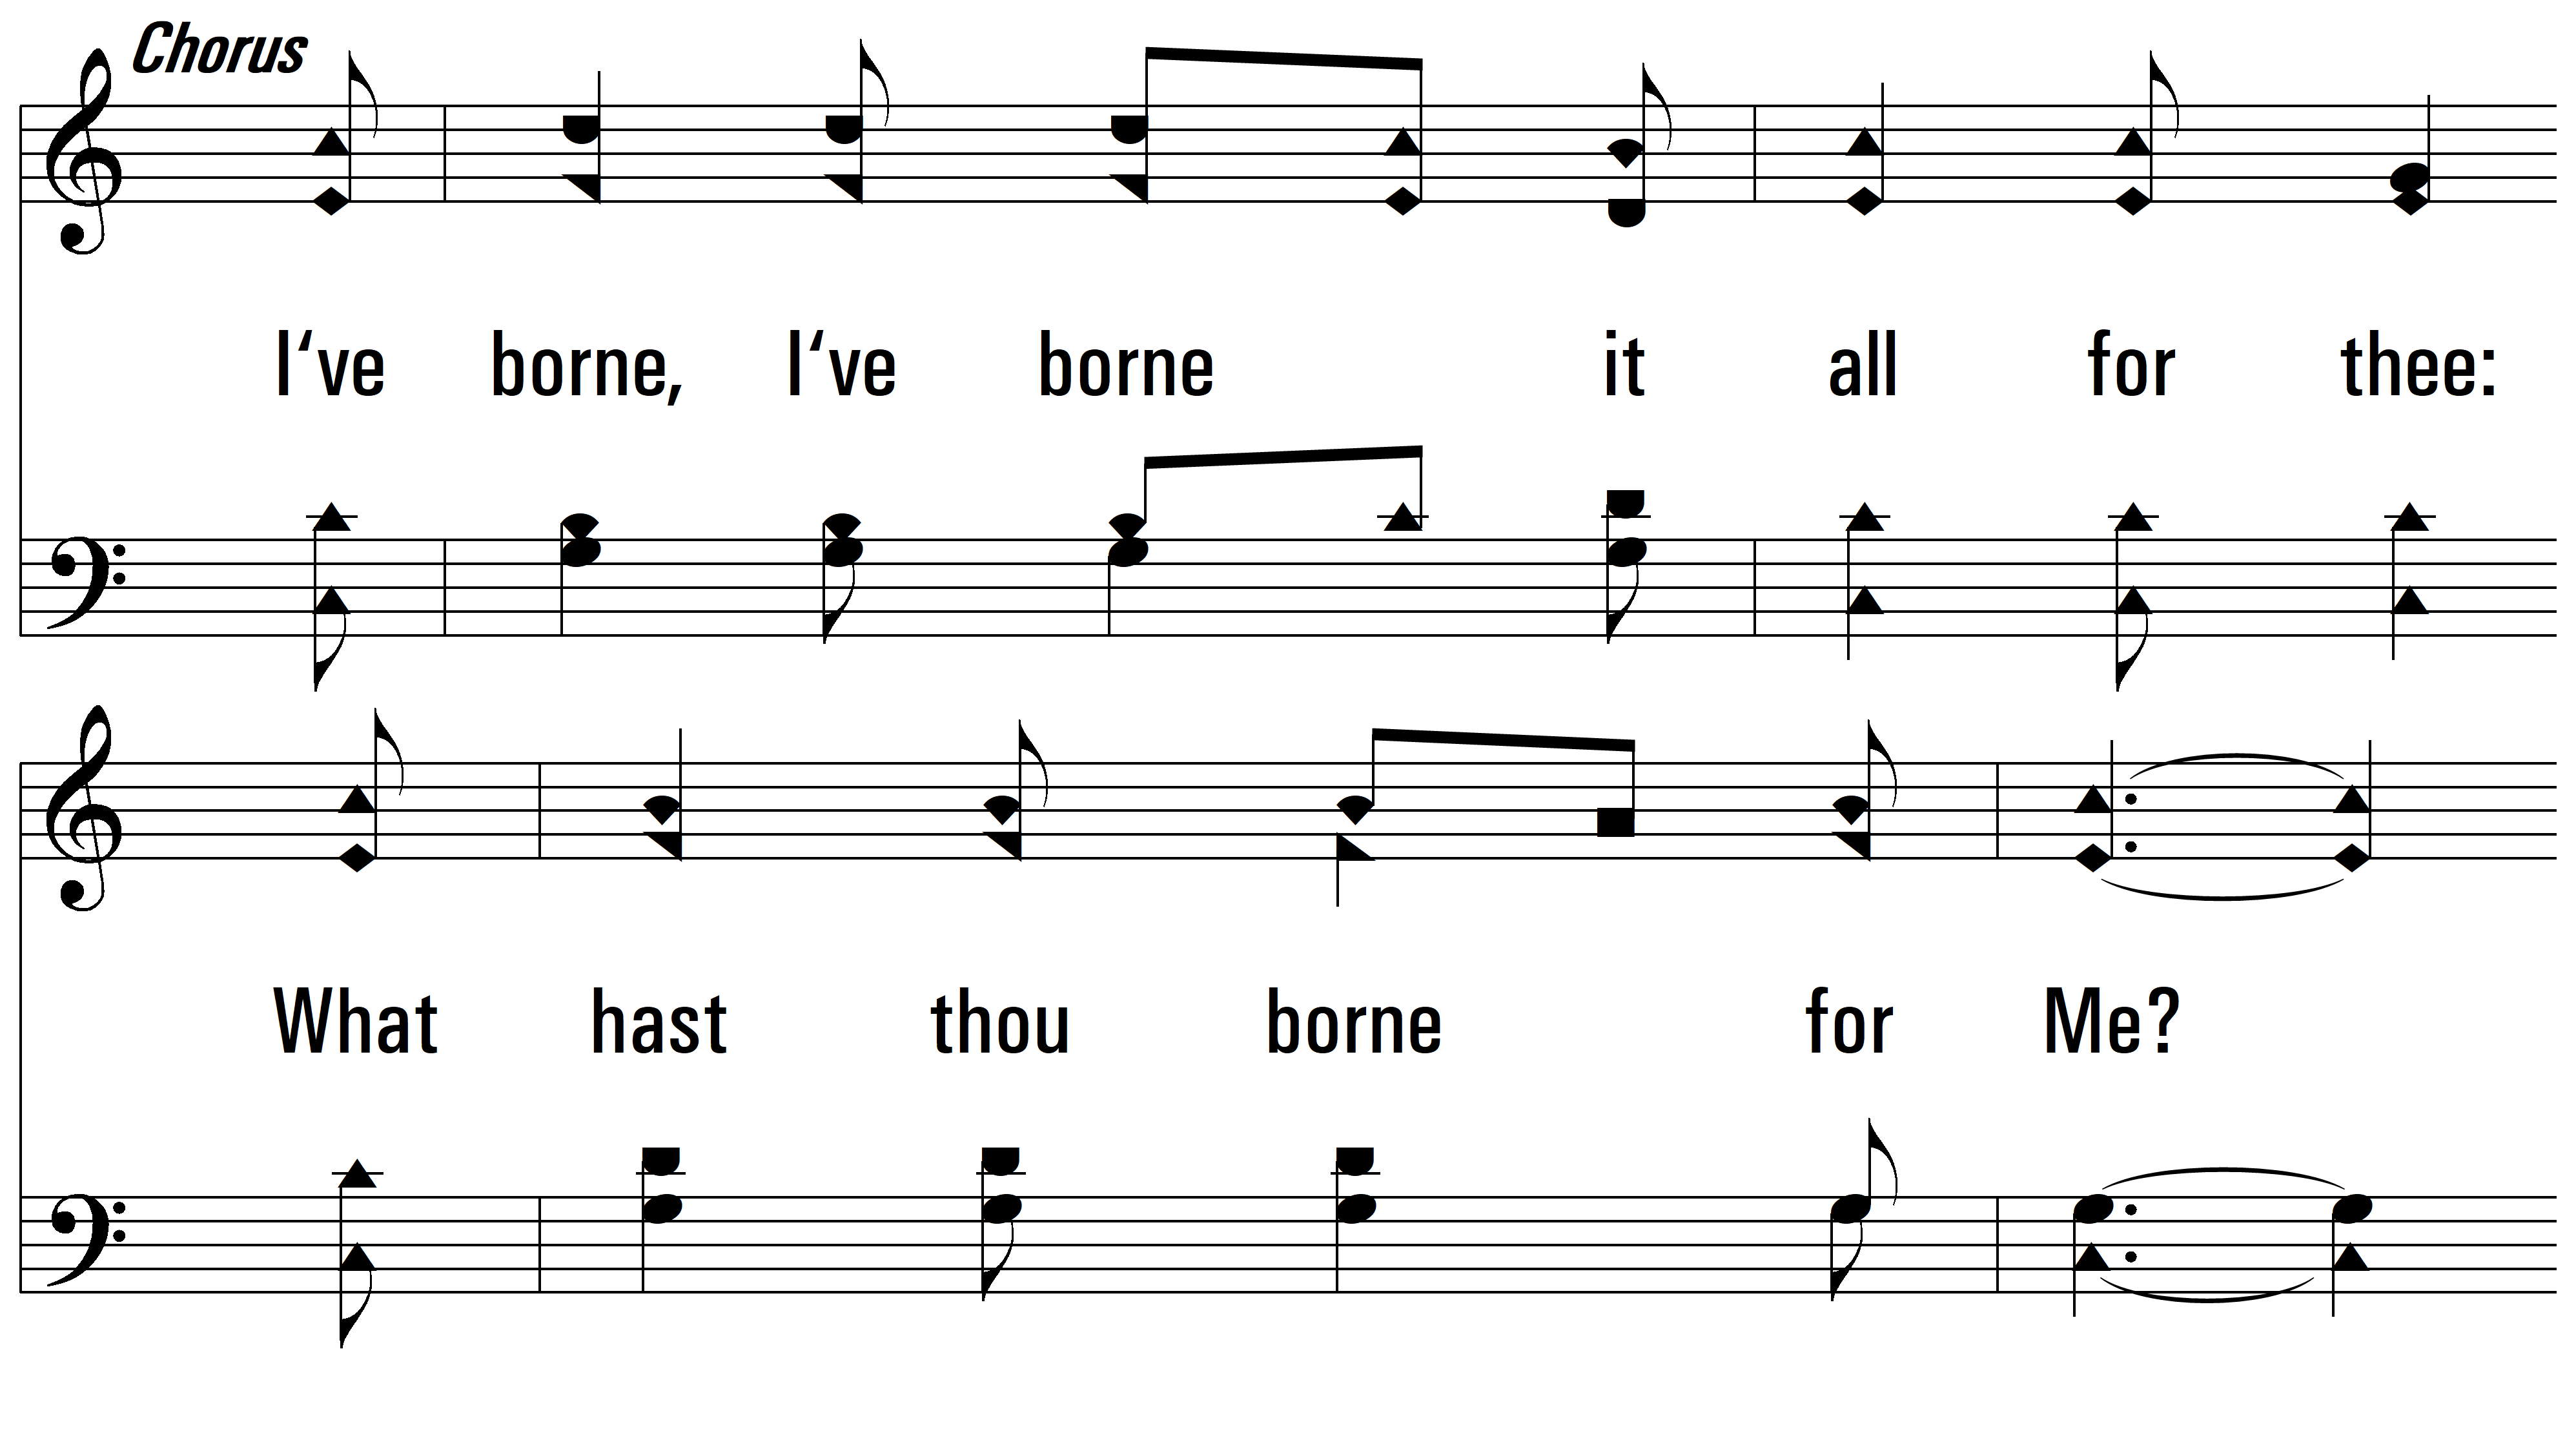 Chorus
I‘ve borne, I‘ve borne it all for thee:
What hast thou borne for Me?